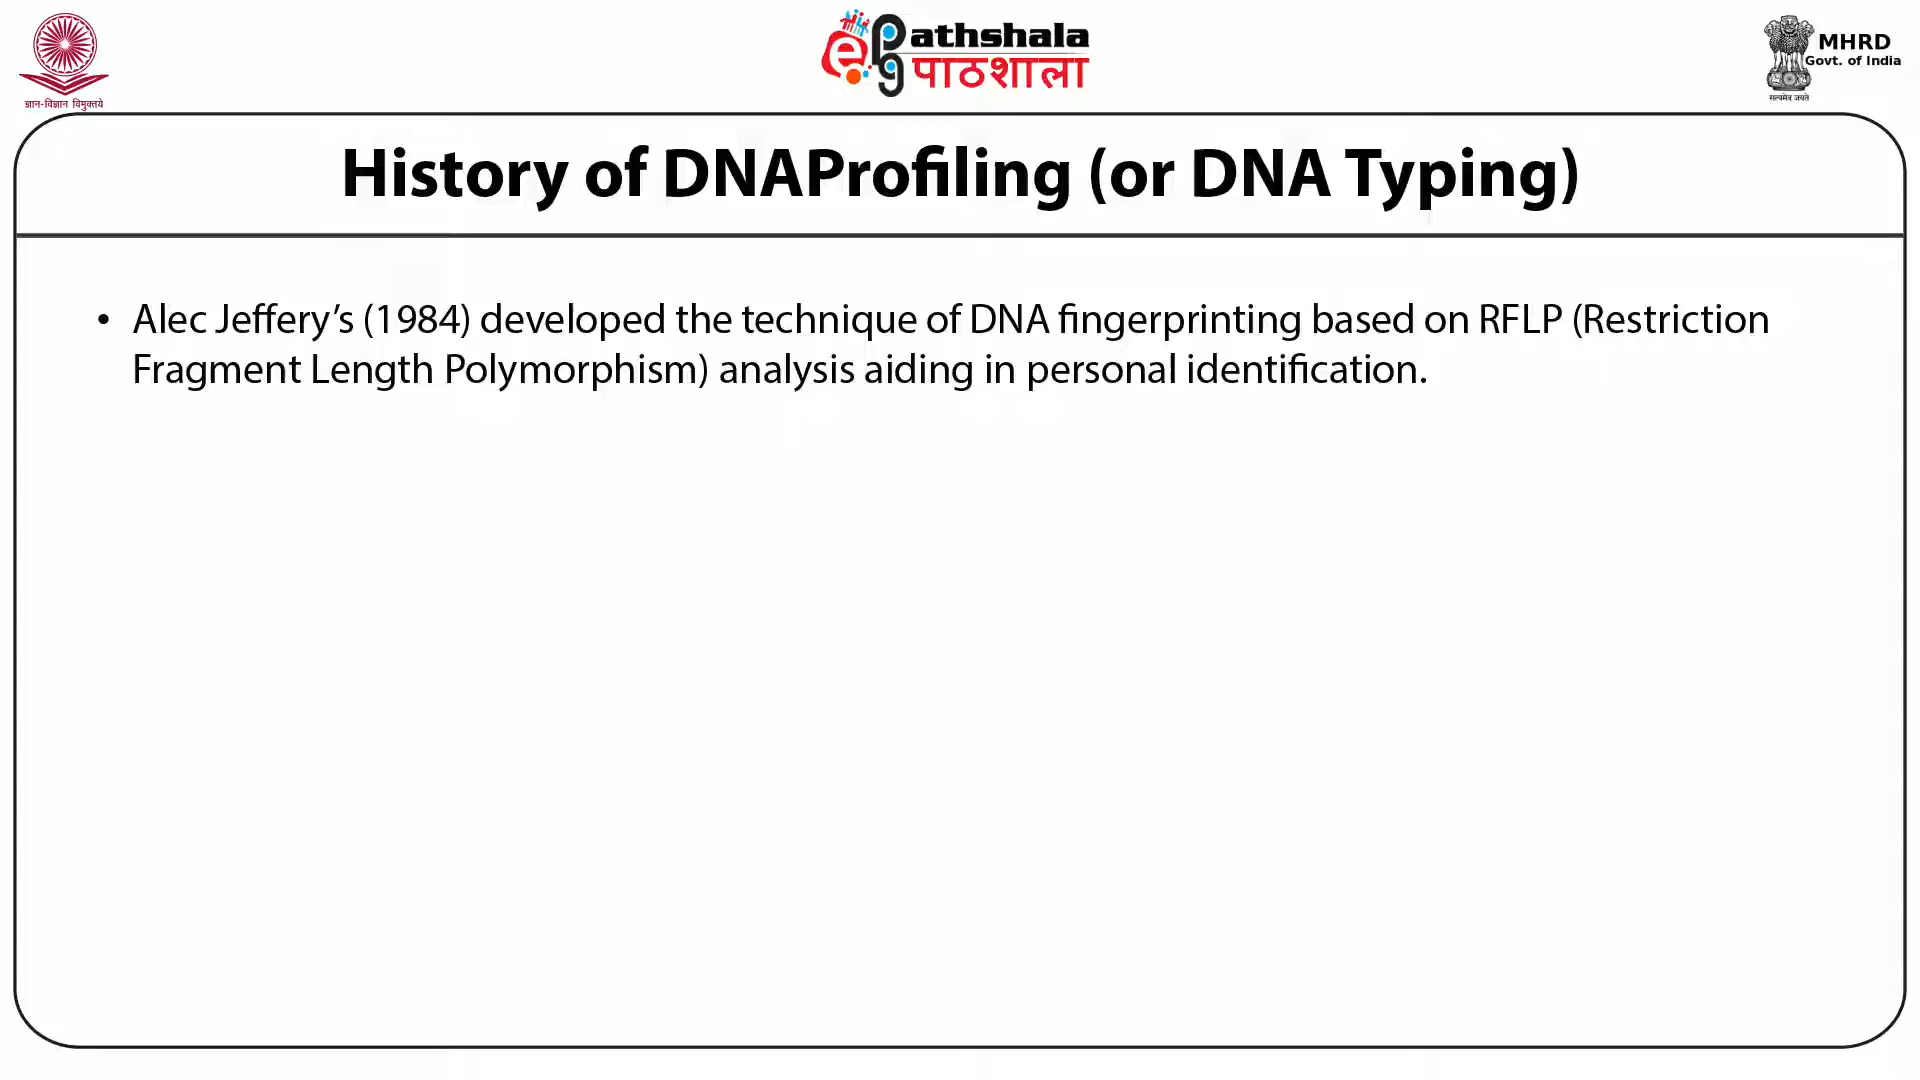 ज्ञान-विज्ञान विमुक्तये
e pg athshala
पाठशाला
MHRD
Govt. of India
सत्यमेव जयते
History of DNAProfiling (or DNA Typing)
• Alec Jeffery’s (1984) developed the technique of DNA fingerprinting based on RFLP (Restriction
Fragment Length Polymorphism) analysis aiding in personal identification.